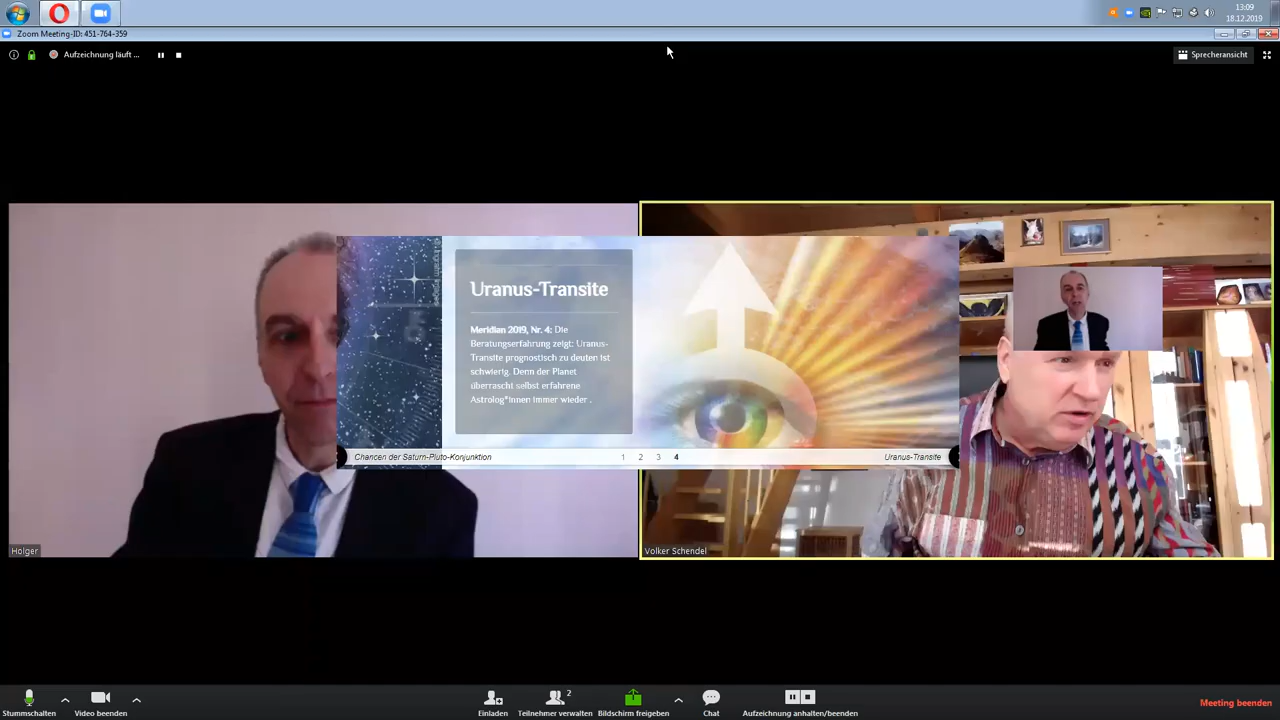 13:09
18.12.2019
Zoom Meeting-ID: 451-764-359
Aufzeichnung läuft ...
Sprecheransicht
Uranus-Transite
Meridian 2019, Nr. 4: Die
Beratungserfahrung zeigt: Uranus-
Transite prognostisch zu deuten ist
schwierig. Denn der Planet
überrascht selbst erfahrene
Astrolog*innen immer wieder .
Chancen der Saturn-Pluto-Konjunktion
1 2 3 4
Uranus-Transite
Holger
Volker Schendel
2
Stummschalten
Video beenden
Einladen
Teilnehmer verwalten
Bildschirm freigeben
Chat
Aufzeichnung anhalten/beenden
Meeting beenden